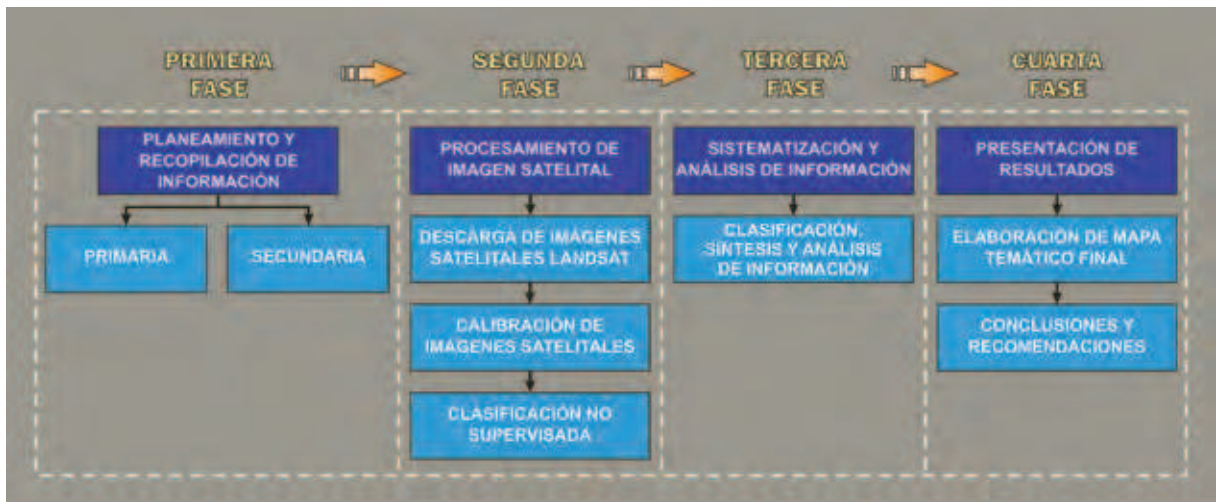 PRIMERA
FASE
SEGUNDA
FASE
TERCERA
FASE
CUARTA
FASE
PLANEAMIENTO Y
RECOPILACIÓN DE
INFORMACIÓN
PRIMARIA
SECUNDARIA
PROCESAMIENTO DE
IMAGEN SATELITAL
DESCARGA DE IMÁGENES
SATELITALES LANDSAT
CALIBRACIÓN DE
IMÁGENES SATELITALES
CLASIFICACIÓN NO
SUPERVISADA
SISTEMATIZACIÓN Y
ANÁLISIS DE INFORMACIÓN
CLASIFICACIÓN,
SÍNTESIS Y ANÁLISIS
DE INFORMACIÓN
PRESENTACIÓN DE
RESULTADOS
ELABORACIÓN DE MAPA
TEMÁTICO FINAL
CONCLUSIONES Y
RECOMENDACIONES